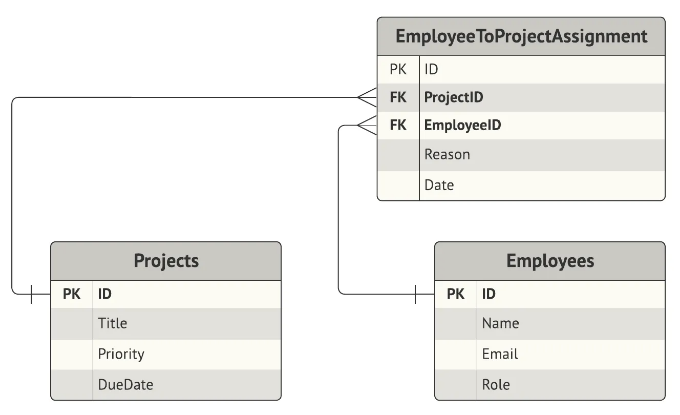 EmployeeToProjectAssignment
PK ID
FK ProjectID
FK EmployeeID
Reason
Date
Projects
PK ID
Title
Priority
DueDate
Employees
PK ID
Name
Email
Role